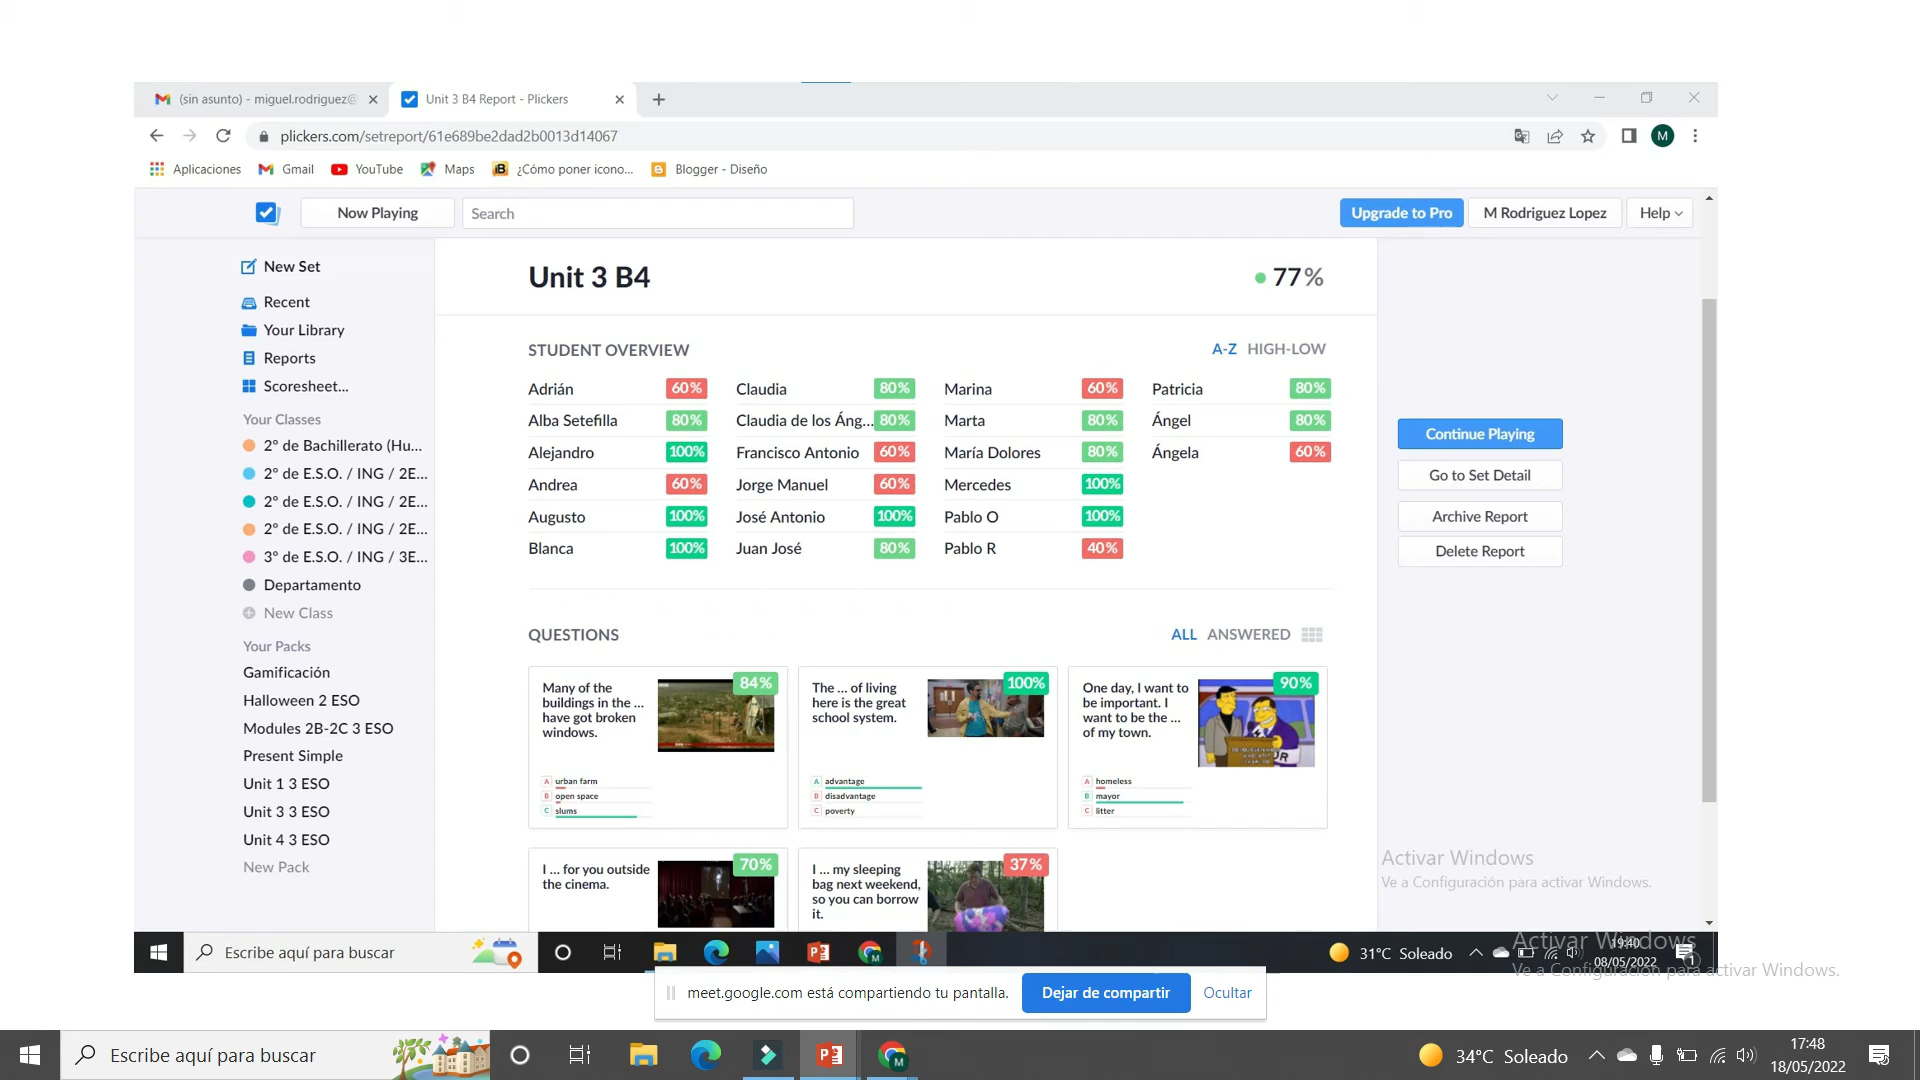 (sin asunto) - miguel.rodriguez@
Unit 3 B4 Report - Plickers
plickers.com/setreport/61e689be2dad2b0013d14067
M
Aplicaciones
Gmail
YouTube
Maps
¿Cómo poner icono...
Blogger - Diseño
Now Playing
Search
Upgrade to Pro
M Rodriguez Lopez
Help
New Set
Recent
Your Library
Reports
Scoresheet...
Your Classes
2º de Bachillerato (Hu...
2º de E.S.O. / ING / 2E...
2º de E.S.O. / ING / 2E...
2º de E.S.O. / ING / 2E...
3º de E.S.O. / ING / 3E...
Departamento
New Class
Your Packs
Gamificación
Halloween 2 ESO
Modules 2B-2C 3 ESO
Present Simple
Unit 1 3 ESO
Unit 3 3 ESO
Unit 4 3 ESO
New Pack
Unit 3 B4
77%
STUDENT OVERVIEW
A-Z HIGH-LOW
Adrián 60%
Alba Setefilla 80%
Alejandro 100%
Andrea 60%
Augusto 100%
Blanca 100%
Claudia 80%
Claudia de los Áng... 80%
Francisco Antonio 60%
Jorge Manuel 60%
José Antonio 100%
Juan José 80%
Marina 60%
Marta 80%
María Dolores 80%
Mercedes 100%
Pablo O 100%
Pablo R 40%
Patricia 80%
Ángel 80%
Ángela 60%
Continue Playing
Go to Set Detail
Archive Report
Delete Report
QUESTIONS
ALL ANSWERED
Many of the
buildings in the ...
have got broken
windows.
84%
A urban farm
B open space
C slums
The ... of living
here is the great
school system.
100%
A advantage
B disadvantage
C poverty
One day, I want to
be important. I
want to be the ...
of my town.
90%
A homeless
B mayor
C litter
I ... for you outside
the cinema.
70%
I ... my sleeping
bag next weekend,
so you can borrow
it.
37%
Activar Windows
Ve a Configuración para activar Windows.
Escribe aquí para buscar
31°C Soleado
19:40
08/05/2022
1
Activar Windows
Ve a Configuración para activar Windows.
meet.google.com está compartiendo tu pantalla.
Dejar de compartir
Ocultar
Escribe aquí para buscar
34°C Soleado
17:48
18/05/2022